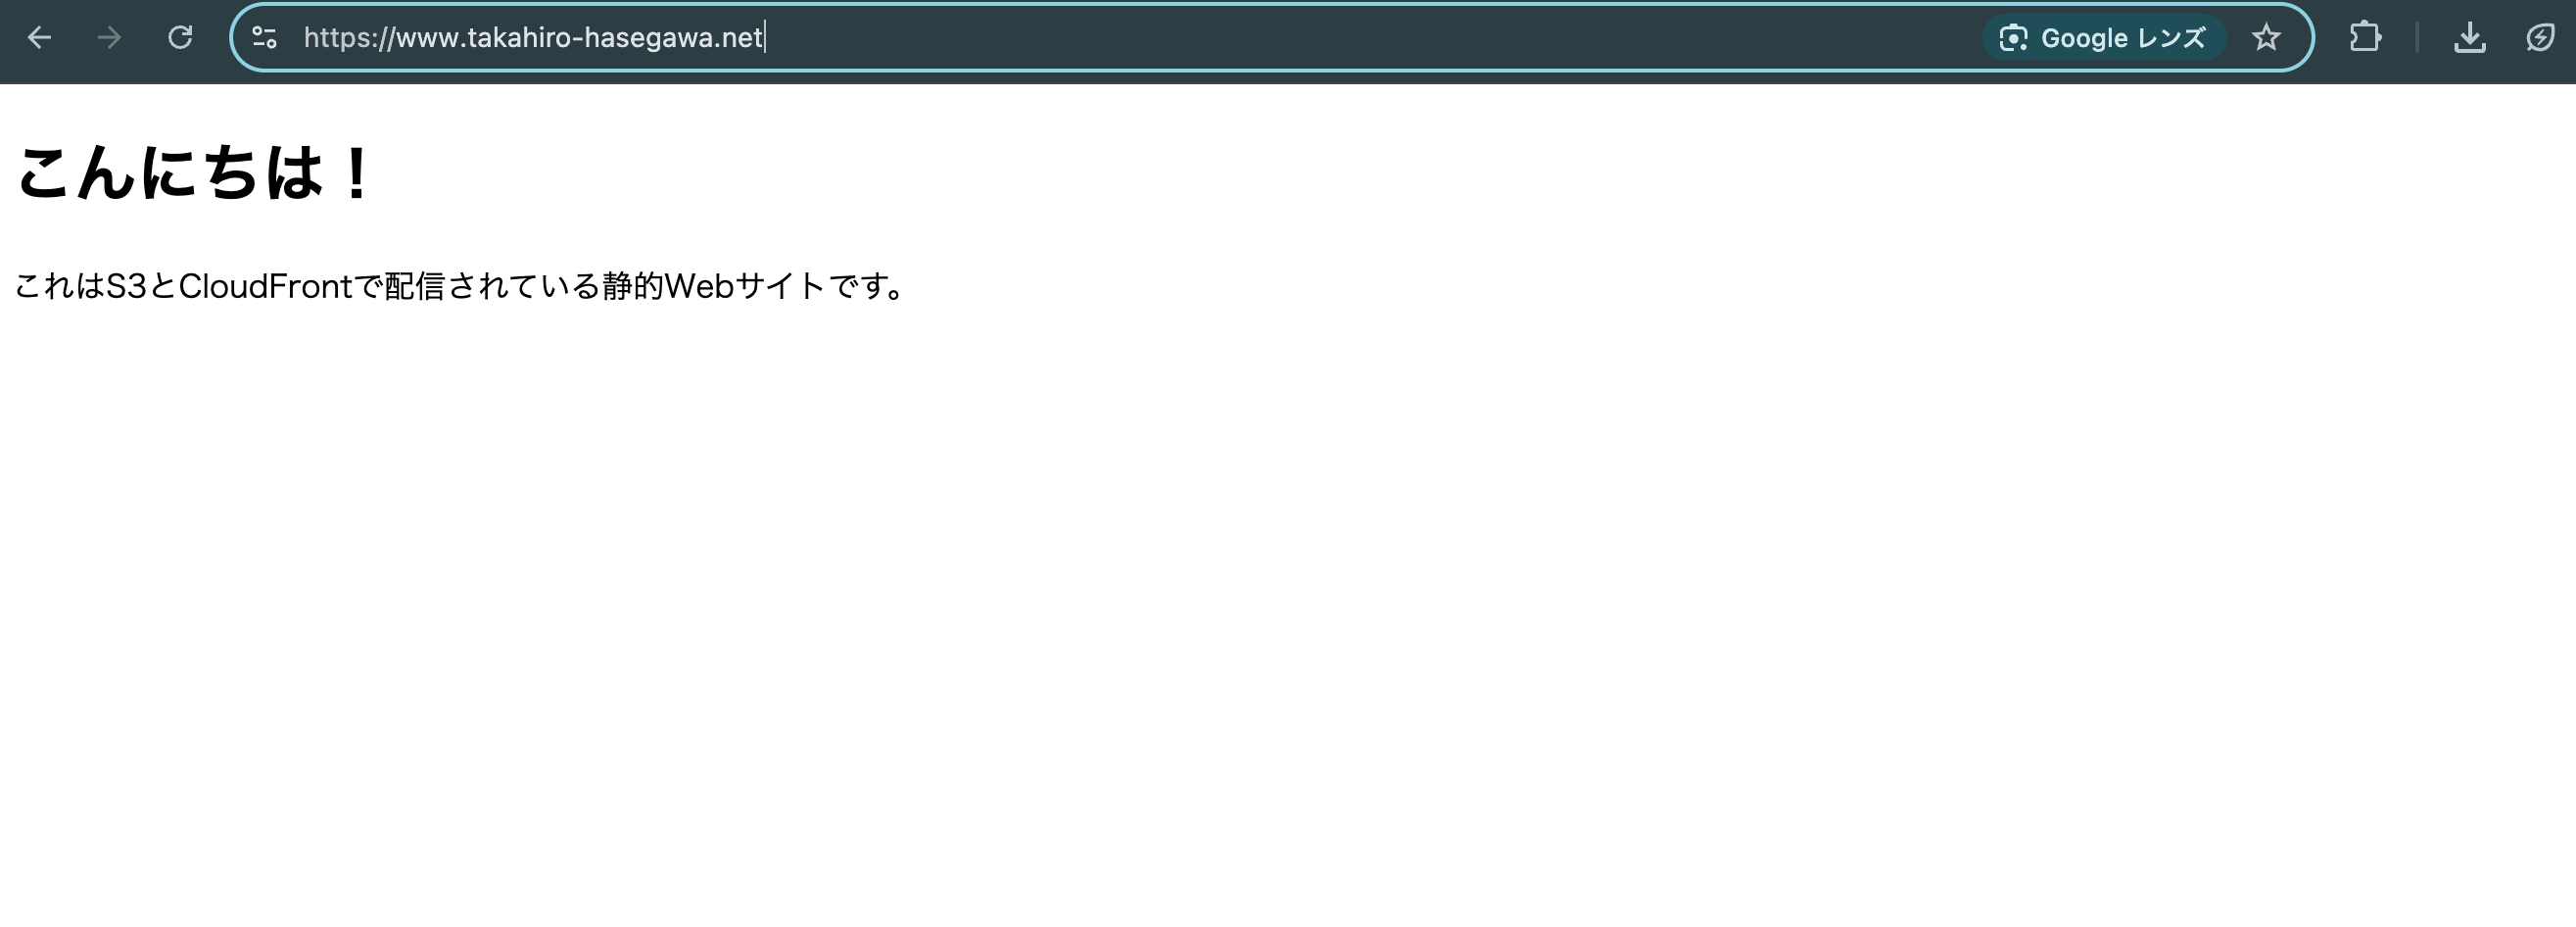 https://www.takahiro-hasegawa.net
Google レンズ
こんにちは！
これはS3とCloudFrontで配信されている静的Webサイトです。